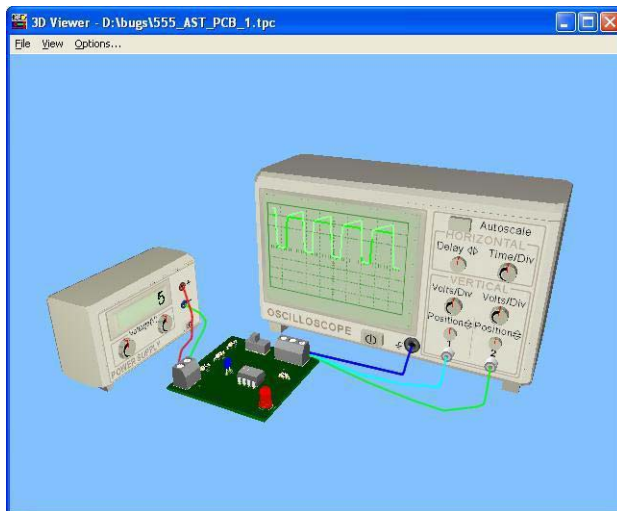 3D Viewer - D:\bugs\555_AST_PCB_1.tpc
File View Options...
Autoscale
HORIZONTAL
Delay Time/Div
VERTICAL
Volts/Div Volts/Div
Position Position
1 2
OSCILLOSCOPE
5
POWER SUPPLY